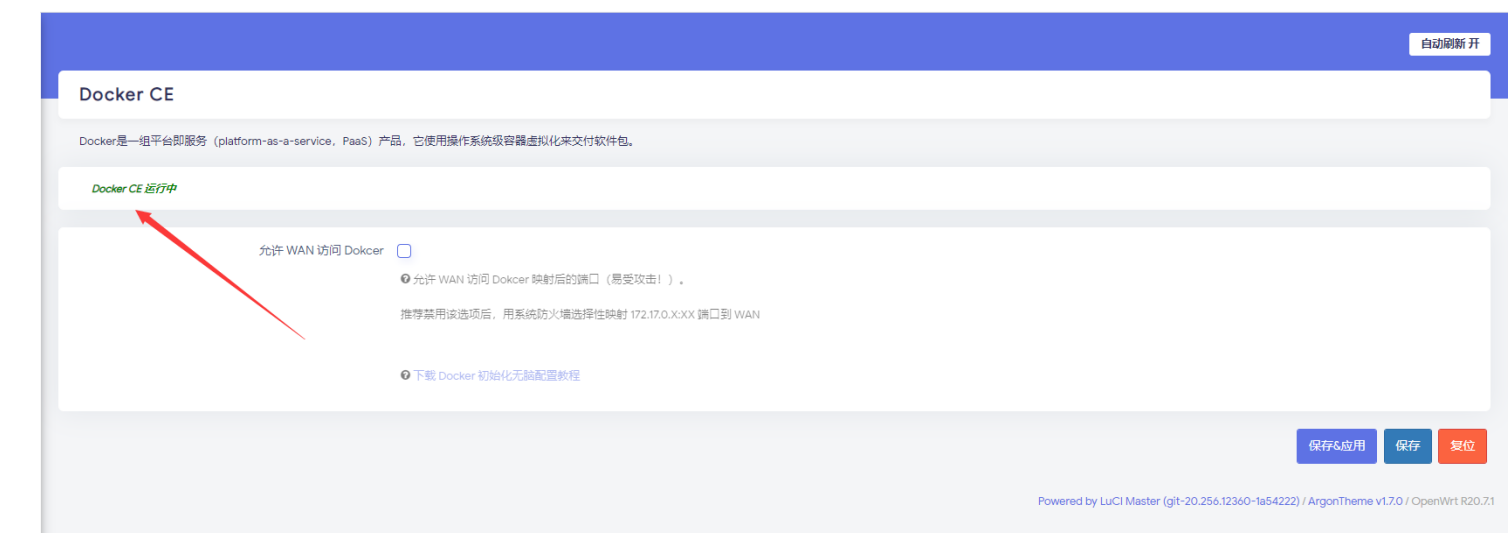 自动刷新 开
Docker CE
Docker是一组平台即服务（platform-as-a-service，PaaS）产品，它使用操作系统级容器虚拟化来交付软件包。
Docker CE 运行中
允许 WAN 访问 Dokcer
允许 WAN 访问 Dokcer 映射后的端口（易受攻击！）。
推荐禁用该选项后，用系统防火墙选择性映射 172.17.0.X:XX 端口到 WAN
下载 Docker 初始化无脑配置教程
保存&应用 保存 复位
Powered by LuCI Master (git-20.256.12360-1a54222) / ArgonTheme v1.7.0 / OpenWrt R20.7.1